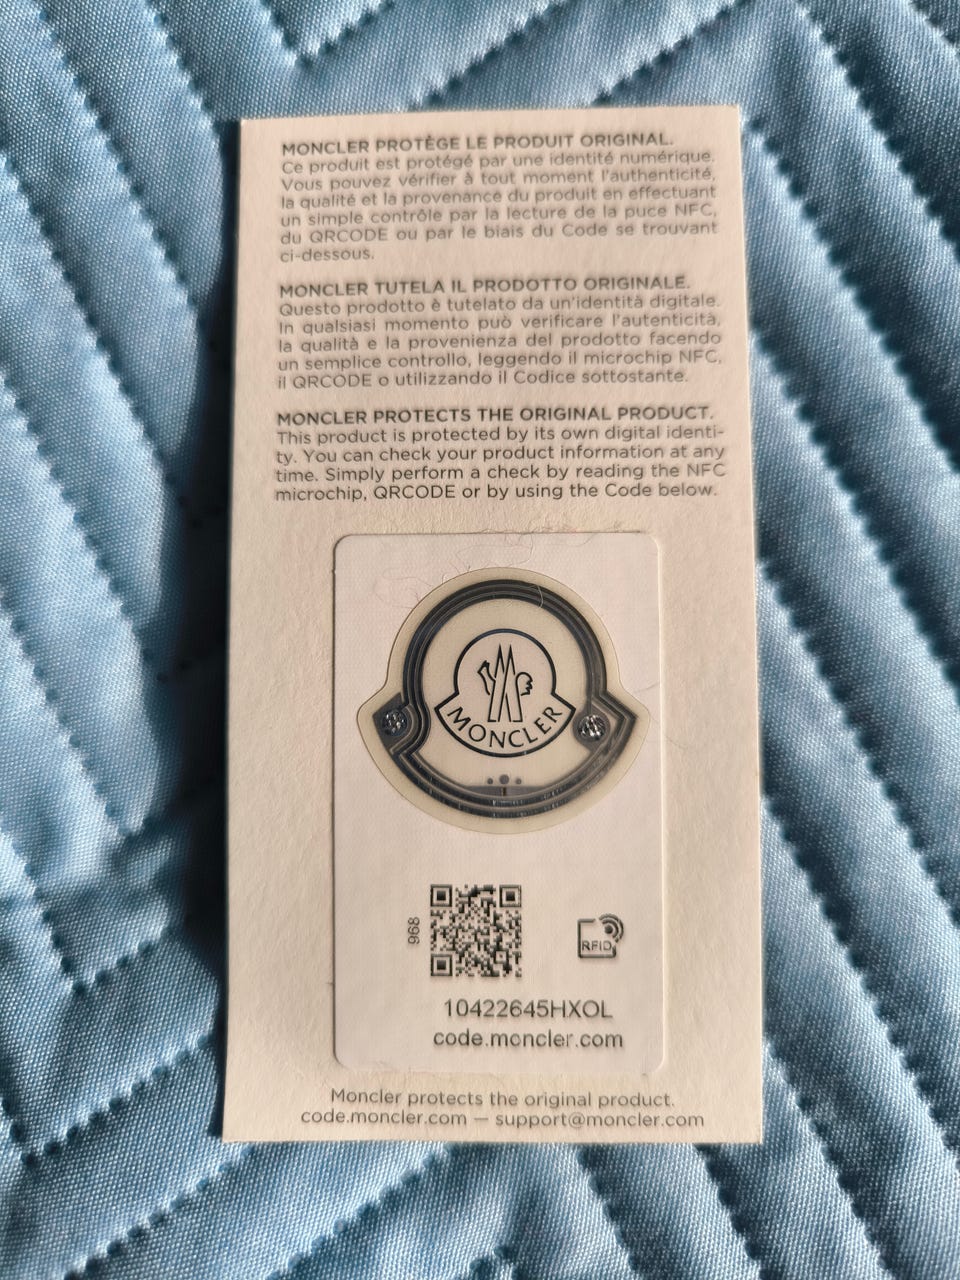 MONCLER PROTÈGE LE PRODUIT ORIGINAL.
Ce produit est protégé par une identité numérique.
Vous pouvez vérifier à tout moment l'authenticité,
la qualité et la provenance du produit en effectuant
un simple contrôle par la lecture de la puce NFC,
du QRCODE ou par le biais du Code se trouvant
ci-dessous.
MONCLER TUTELA IL PRODOTTO ORIGINALE.
Questo prodotto è tutelato da un'identità digitale.
In qualsiasi momento può verificare l'autenticità,
la qualità e la provenienza del prodotto facendo
un semplice controllo, leggendo il microchip NFC,
il QRCODE o utilizzando il Codice sottostante.
MONCLER PROTECTS THE ORIGINAL PRODUCT.
This product is protected by its own digital identi-
ty. You can check your product information at any
time. Simply perform a check by reading the NFC
microchip, QRCODE or by using the Code below.
MONCLER
968
RFID
10422645HXOL
code.moncler.com
Moncler protects the original product.
code.moncler.com — support@moncler.com